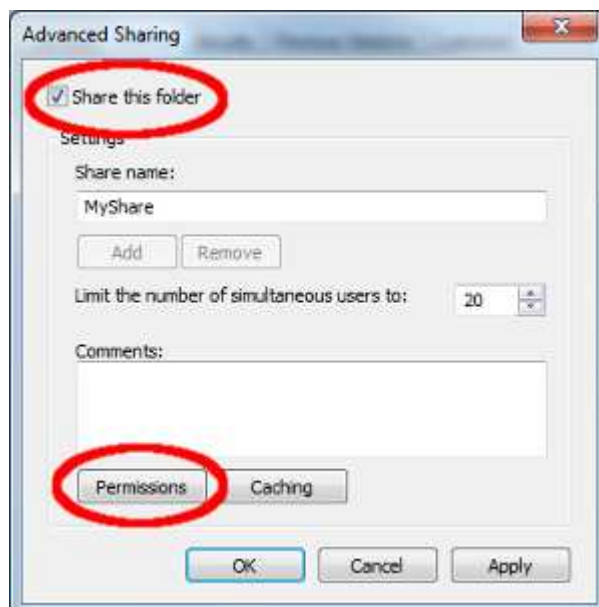 Advanced Sharing
Share this folder
Settings
Share name:
MyShare
Add Remove
Limit the number of simultaneous users to: 20
Comments:
Permissions Caching
OK Cancel Apply